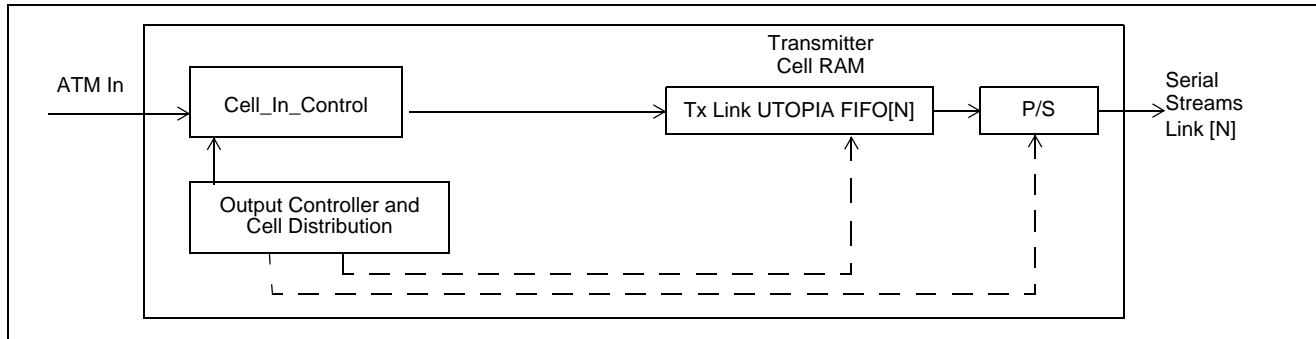 Transmitter
Cell RAM
ATM In
Cell_In_Control
Tx Link UTOPIA FIFO[N]
P/S
Serial
Streams
Link [N]
Output Controller and
Cell Distribution